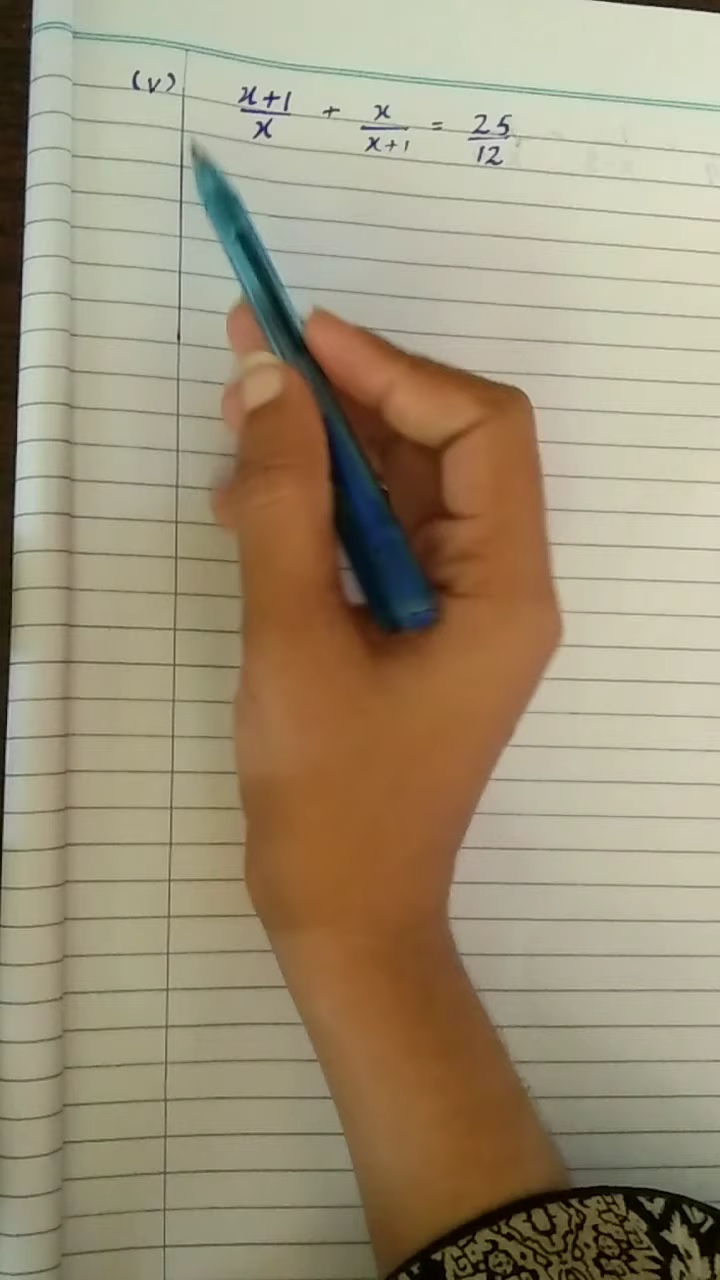 (v) x+1/x + x/x+1 = 25/12